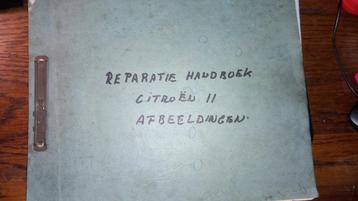 REPARATIE HANDBOEK
CITROËN 11
AFBEELDINGEN.